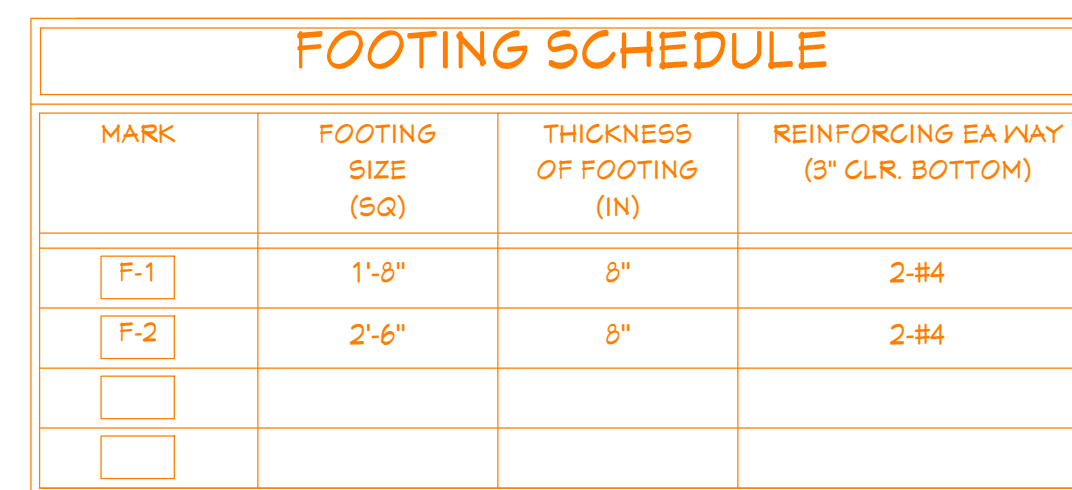 FOOTING SCHEDULE
MARK
FOOTING
SIZE
(SQ)
THICKNESS
OF FOOTING
(IN)
REINFORCING EA WAY
(3" CLR. BOTTOM)
F-1 1'-8" 8" 2-#4
F-2 2'-6" 8" 2-#4